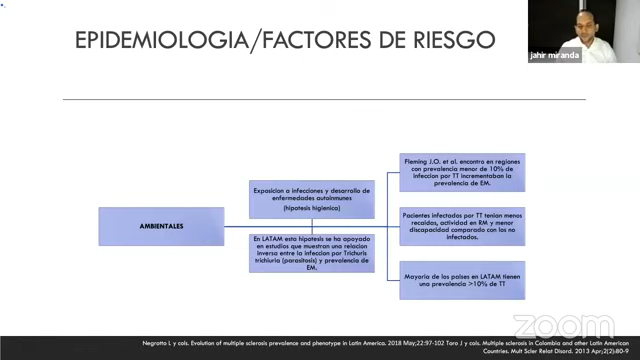 EPIDEMIOLOGIA/FACTORES DE RIESGO
jahir miranda
AMBIENTALES
Exposicion a infecciones y desarrollo de
enfermedades autoinmunes
(hipotesis higienica)
En LATAM esta hipotesis se ha apoyado
en estudios que muestran una relacion
inversa entre la infeccion por Trichuris
trichiuria (parasitosis) y prevalencia de
EM.
Fleming J.O. et al. encontro en regiones
con prevalencia menor de 10% de
infeccion por TT incrementaban la
prevalencia de EM.
Pacientes infectados por TT tenian menos
recaidas, actividad en RM y menor
discapacidad comparado con los no
infectados.
Mayoria de los paises en LATAM tienen
una prevalencia >10% de TT
zoom
Negrotto L y cols. Evolution of multiple sclerosis prevalence and phenotype in Latin America. 2018 May;22:97-102 Toro J y cols. Multiple sclerosis in Colombia and other Latin American
Countries. Mult Scler Relat Disord. 2013 Apr;2(2):80-9